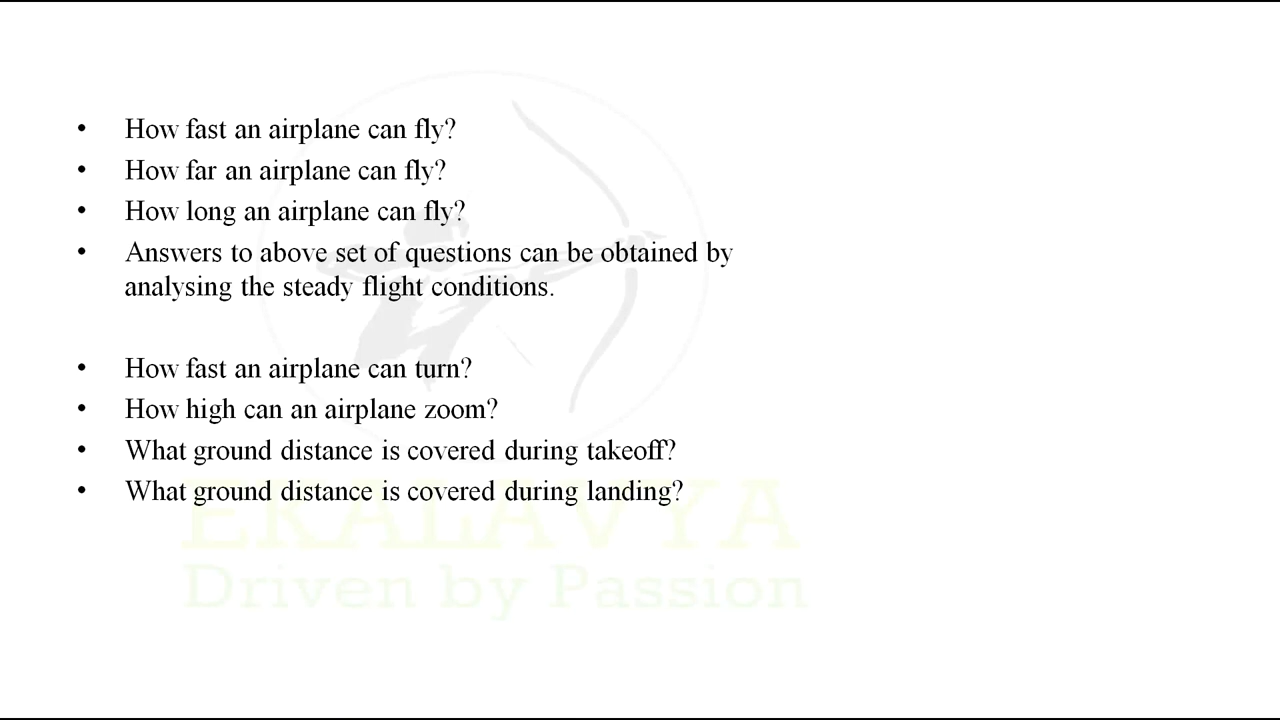 • How fast an airplane can fly?
• How far an airplane can fly?
• How long an airplane can fly?
• Answers to above set of questions can be obtained by
analysing the steady flight conditions.
• How fast an airplane can turn?
• How high can an airplane zoom?
• What ground distance is covered during takeoff?
• What ground distance is covered during landing?
EKALAVYA
Driven by Passion